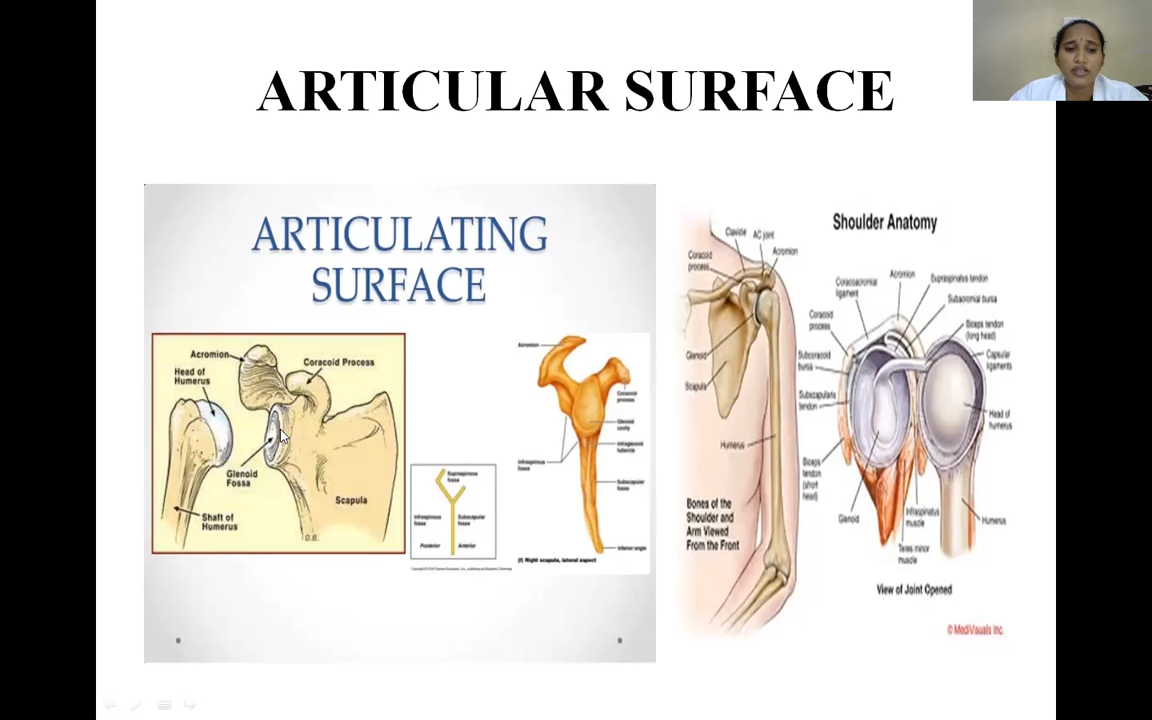 ARTICULAR SURFACE
ARTICULATING
SURFACE
Acromion
Coracoid Process
Head of
Humerus
Glenoid
Fossa
Scapula
Shaft of
Humerus
Supraspinous
fossa
Infraspinous
fossa
Subscapular
fossa
Posterior
Anterior
Acromion
Coracoid
process
Glenoid
cavity
Infraglenoid
tubercle
Infraspinous
fossa
Subscapular
fossa
Inferior angle
(f) Right scapula, lateral aspect
Clavicle
AC joint
Acromion
Coracoid
process
Glenoid
Scapula
Humerus
Bones of the
Shoulder and
Arm Viewed
From the Front
Shoulder Anatomy
Acromion
Supraspinatus tendon
Coracoacromial
ligament
Subacromial bursa
Coracoid
process
Biceps tendon
(long head)
Subcoracoid
bursa
Capsular
ligaments
Subscapularis
tendon
Head of
humerus
Biceps
tendon
(short
head)
Glenoid
Infraspinatus
muscle
Humerus
Teres minor
muscle
View of Joint Opened
© MediVisuals Inc.